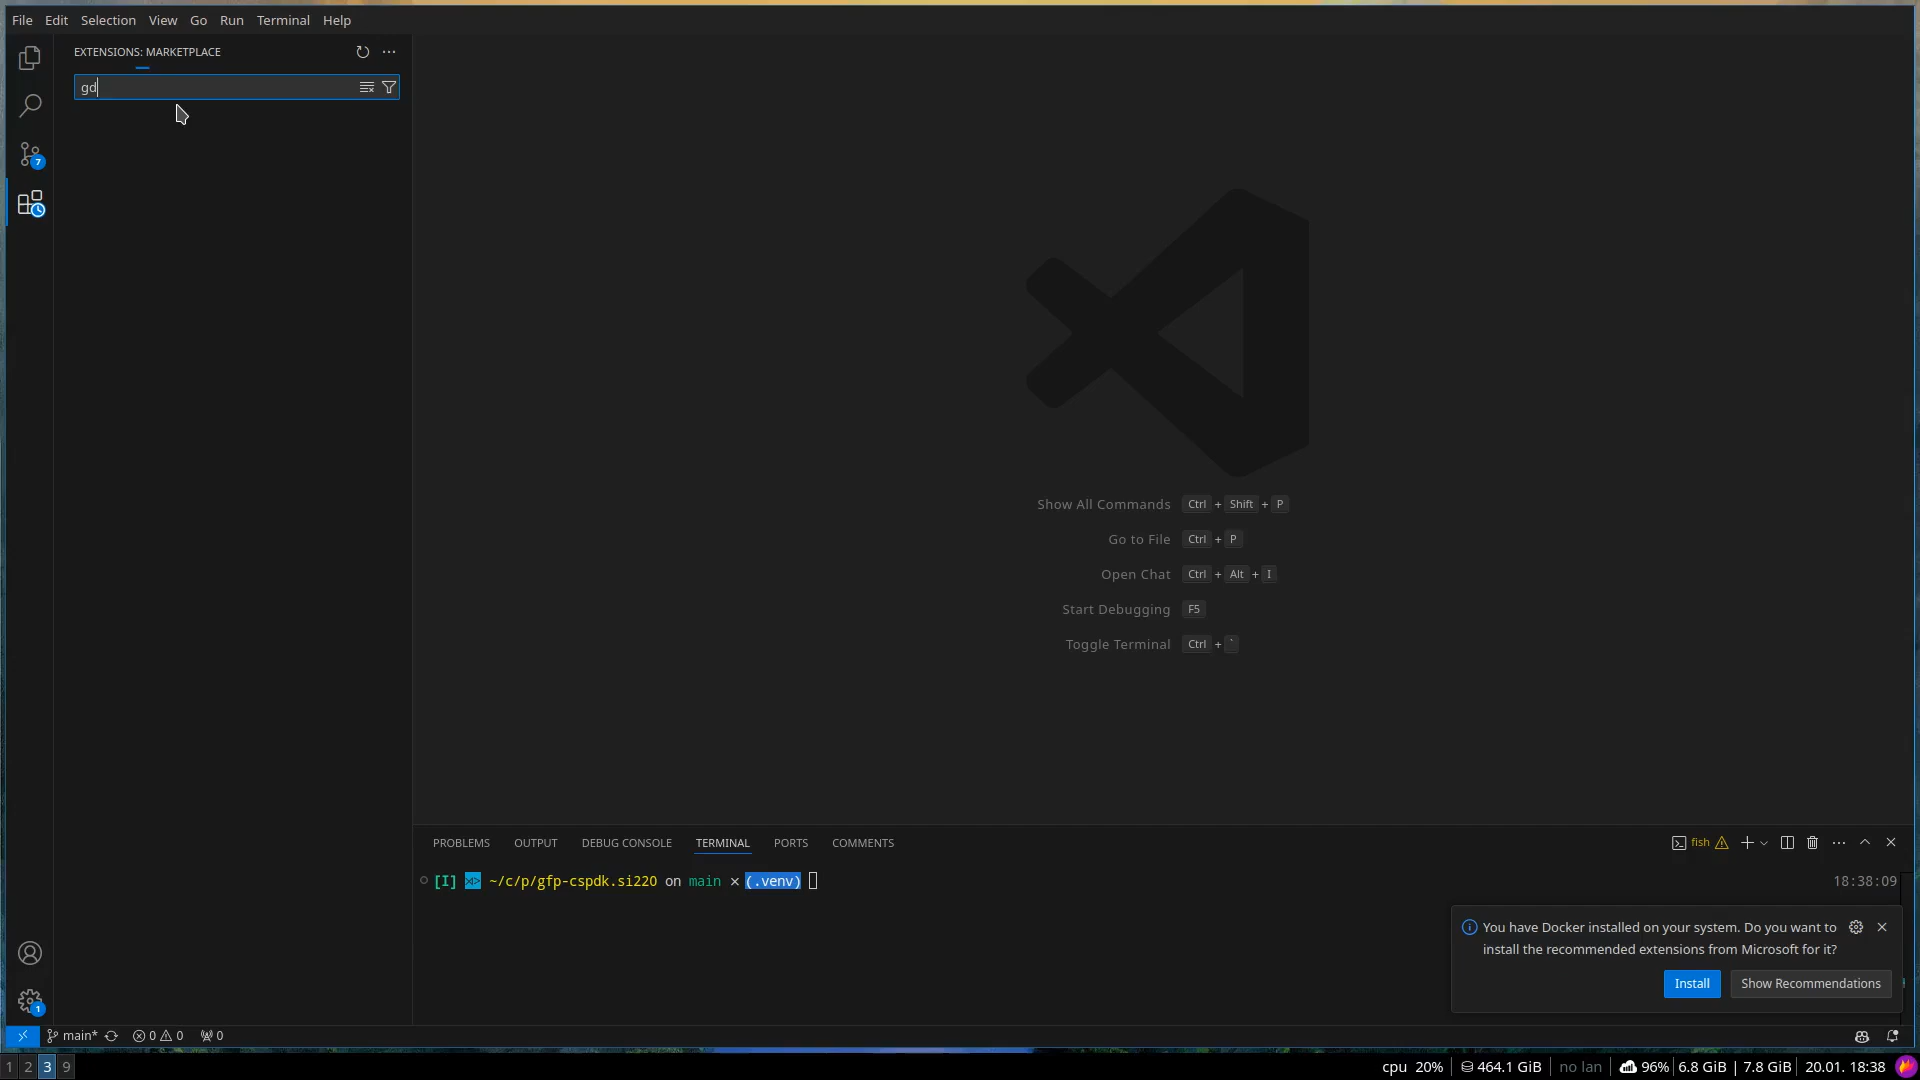 File Edit Selection View Go Run Terminal Help
EXTENSIONS: MARKETPLACE
gd
7
Show All Commands Ctrl + Shift + P
Go to File Ctrl + P
Open Chat Ctrl + Alt + I
Start Debugging F5
Toggle Terminal Ctrl + `
PROBLEMS OUTPUT DEBUG CONSOLE TERMINAL PORTS COMMENTS
fish
[I] ~/c/p/gfp-cspdk.si220 on main × (.venv)
18:38:09
You have Docker installed on your system. Do you want to
install the recommended extensions from Microsoft for it?
Install Show Recommendations
1
main* 0 0 0
1 2 3 9
cpu 20% | 464.1 GiB | no lan | 96% | 6.8 GiB | 7.8 GiB | 20.01. 18:38